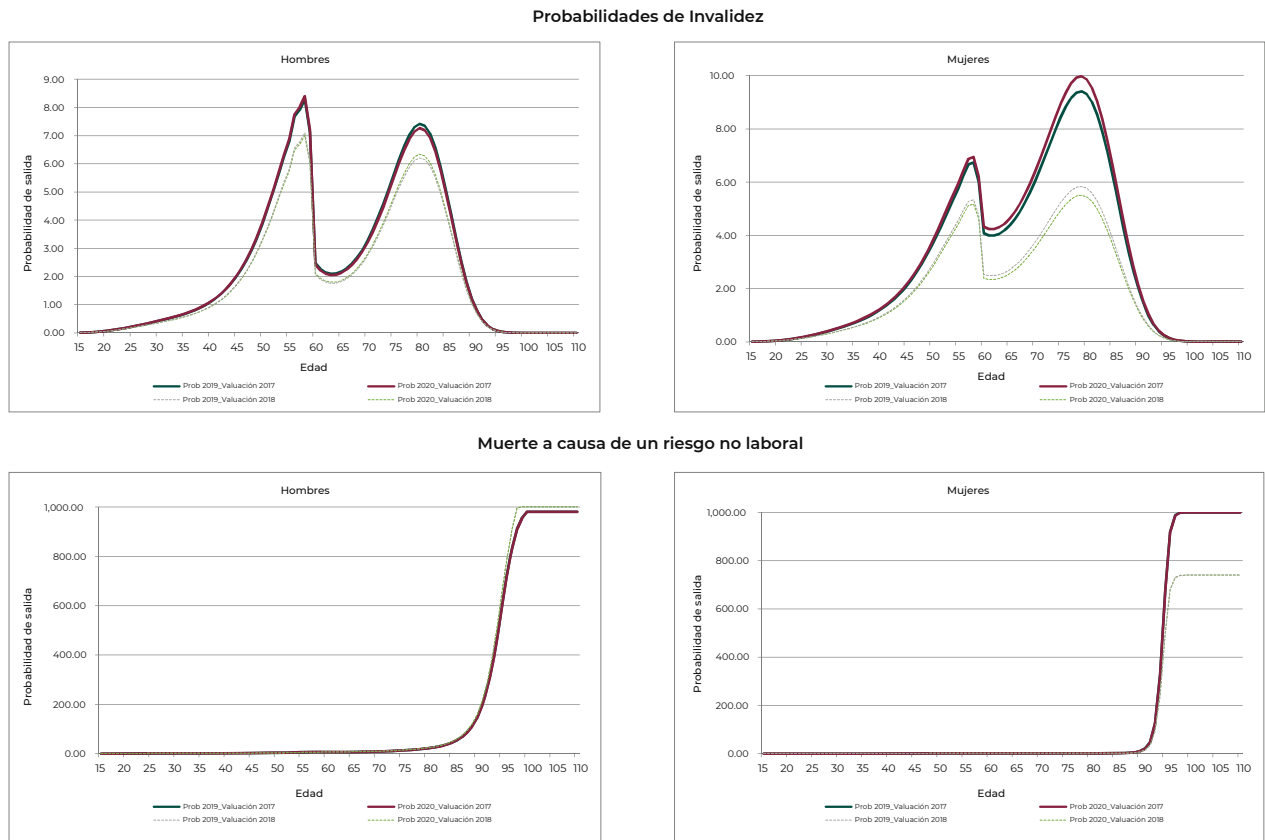 Probabilidades de Invalidez
Hombres
Probabilidad de salida
9.00
8.00
7.00
6.00
5.00
4.00
3.00
2.00
1.00
0.00
15 20 25 30 35 40 45 50 55 60 65 70 75 80 85 90 95 100 105 110
Edad
Prob 2019_Valuación 2017 Prob 2020_Valuación 2017
Prob 2019_Valuación 2018 Prob 2020_Valuación 2018
Mujeres
Probabilidad de salida
10.00
8.00
6.00
4.00
2.00
0.00
15 20 25 30 35 40 45 50 55 60 65 70 75 80 85 90 95 100 105 110
Edad
Prob 2019_Valuación 2017 Prob 2020_Valuación 2017
Prob 2019_Valuación 2018 Prob 2020_Valuación 2018
Muerte a causa de un riesgo no laboral
Hombres
Probabilidad de salida
1,000.00
800.00
600.00
400.00
200.00
0.00
15 20 25 30 35 40 45 50 55 60 65 70 75 80 85 90 95 100 105 110
Edad
Prob 2019_Valuación 2017 Prob 2020_Valuación 2017
Prob 2019_Valuación 2018 Prob 2020_Valuación 2018
Mujeres
Probabilidad de salida
1,000.00
800.00
600.00
400.00
200.00
0.00
15 20 25 30 35 40 45 50 55 60 65 70 75 80 85 90 95 100 105 110
Edad
Prob 2019_Valuación 2017 Prob 2020_Valuación 2017
Prob 2019_Valuación 2018 Prob 2020_Valuación 2018